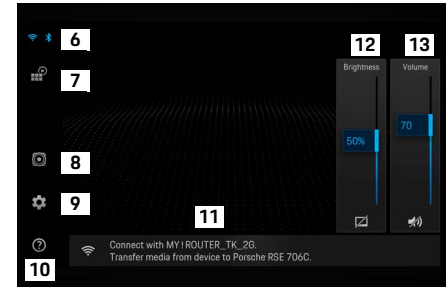 6
7
8
9
10
11
12
13
Brightness
Volume
50%
70
Connect with MY!ROUTER_TK_2G.
Transfer media from device to Porsche RSE 706C.